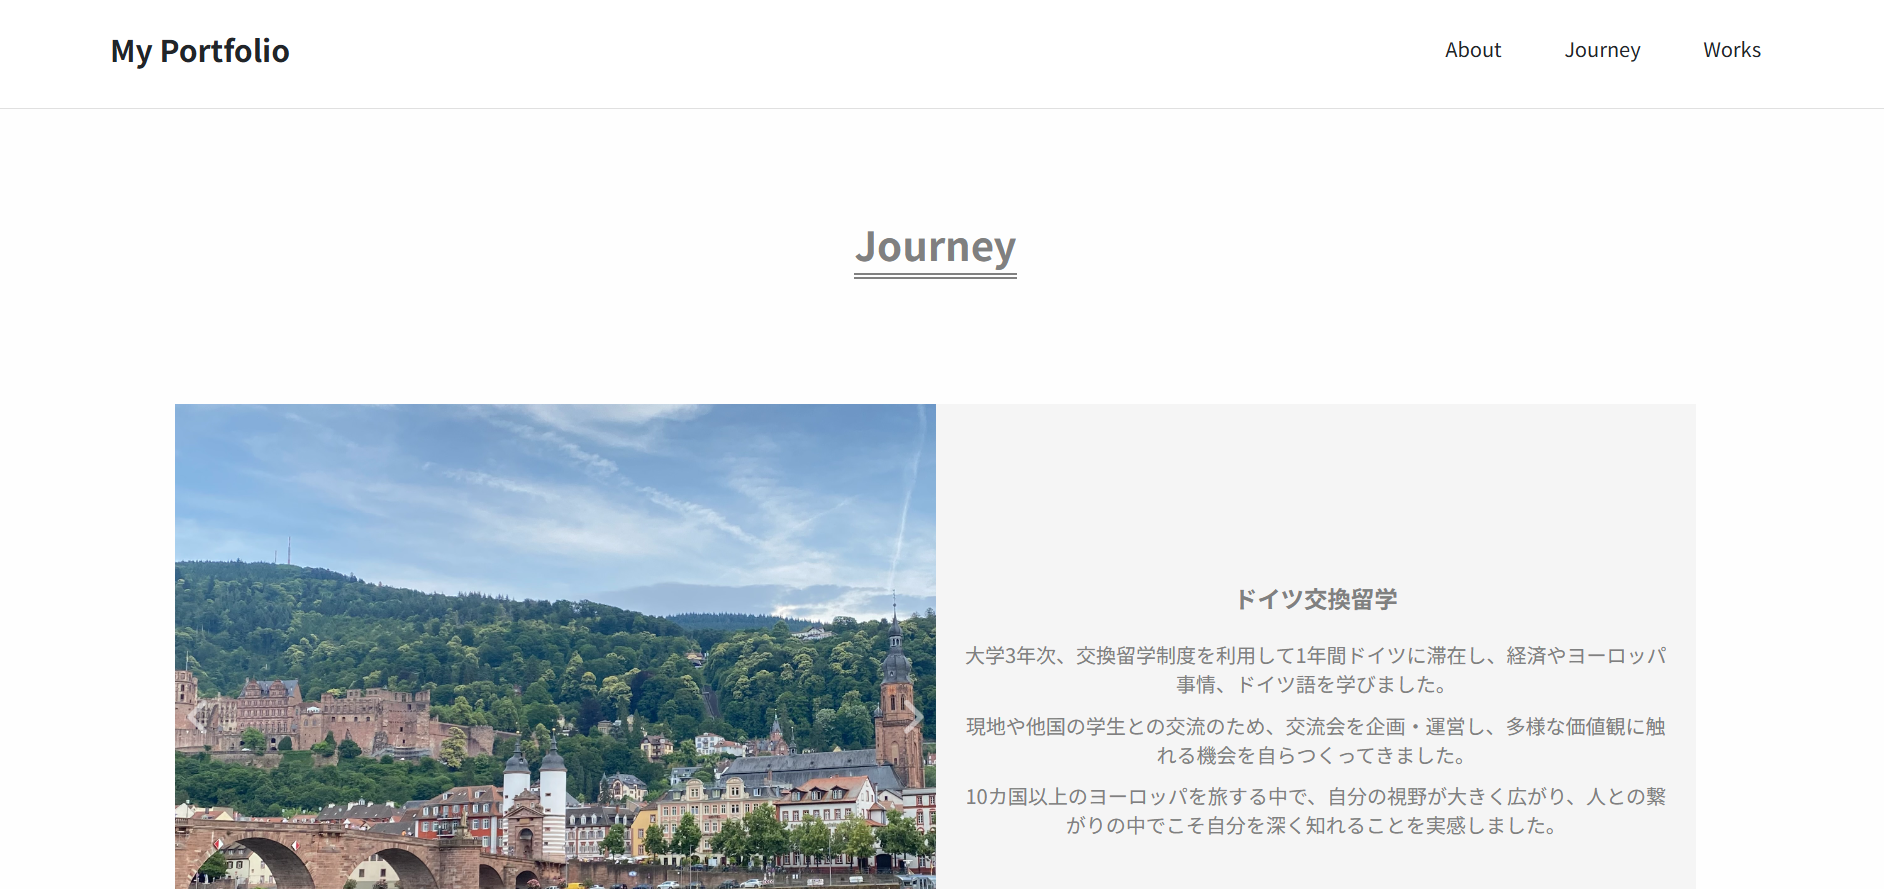 My Portfolio
About
Journey
Works
Journey
ドイツ交換留学
大学3年次、交換留学制度を利用して1年間ドイツに滞在し、経済やヨーロッパ
事情、ドイツ語を学びました。
現地や他国の学生との交流のため、交流会を企画・運営し、多様な価値観に触
れる機会を自らつくってきました。
10カ国以上のヨーロッパを旅する中で、自分の視野が大きく広がり、人との繋
がりの中でこそ自分を深く知れることを実感しました。